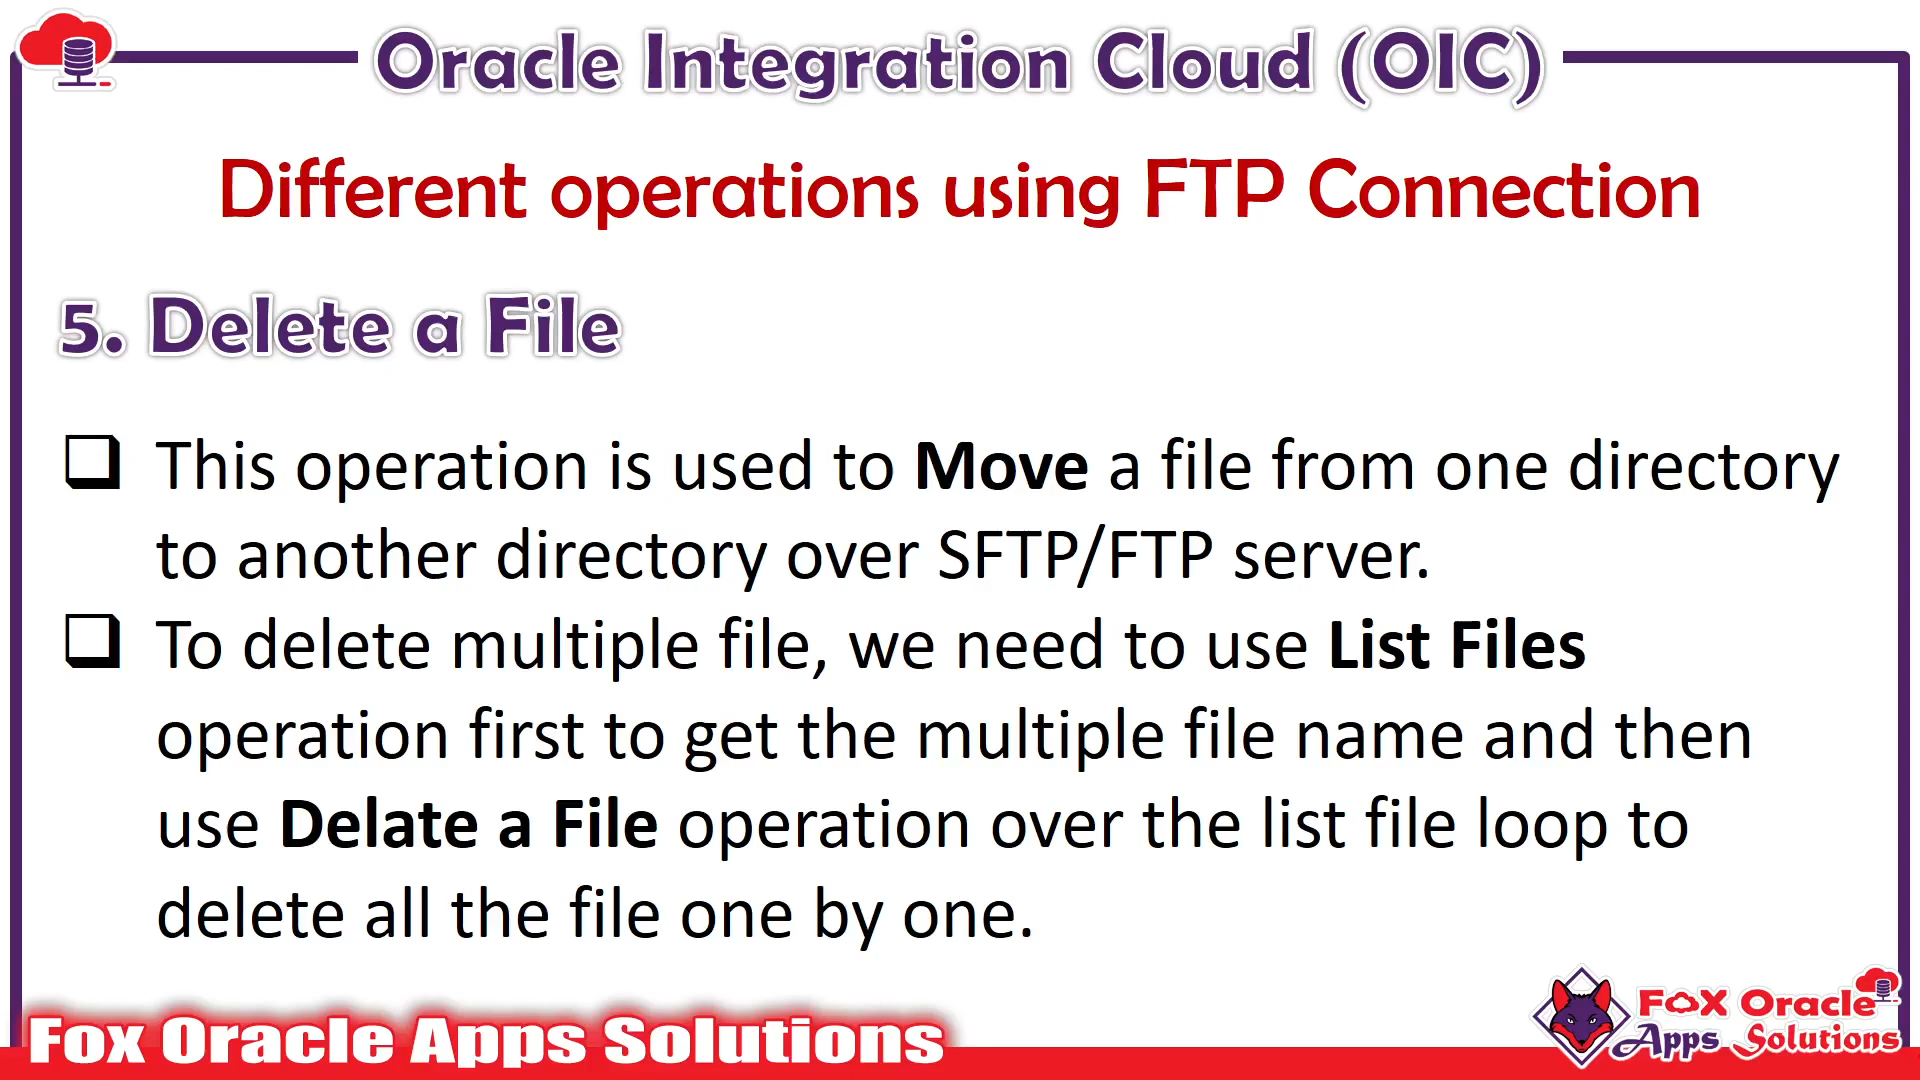 Oracle Integration Cloud (OIC)
Different operations using FTP Connection
5. Delete a File
This operation is used to Move a file from one directory
to another directory over SFTP/FTP server.
To delete multiple file, we need to use List Files
operation first to get the multiple file name and then
use Delate a File operation over the list file loop to
delete all the file one by one.
Fox Oracle Apps Solutions
Fox Oracle
Apps Solutions